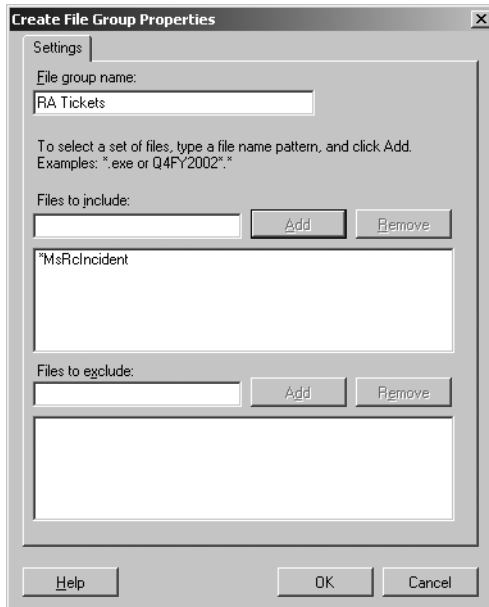 Create File Group Properties
Settings
File group name:
RA Tickets
To select a set of files, type a file name pattern, and click Add.
Examples: *.exe or Q4FY2002*.*
Files to include:
Add
Remove
*MsRcIncident
Files to exclude:
Add
Remove
Help
OK
Cancel